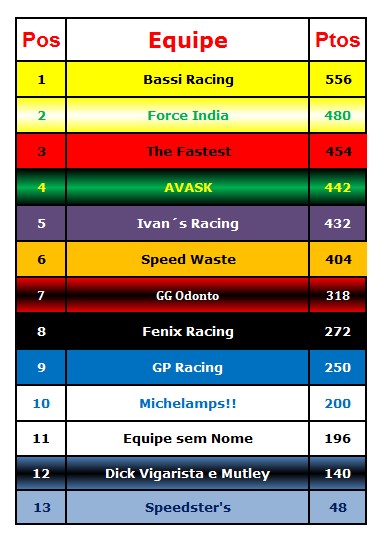 Pos Equipe Ptos
1 Bassi Racing 556
2 Force India 480
3 The Fastest 454
4 AVASK 442
5 Ivan´s Racing 432
6 Speed Waste 404
7 GG Odonto 318
8 Fenix Racing 272
9 GP Racing 250
10 Michelamps!! 200
11 Equipe sem Nome 196
12 Dick Vigarista e Mutley 140
13 Speedster's 48